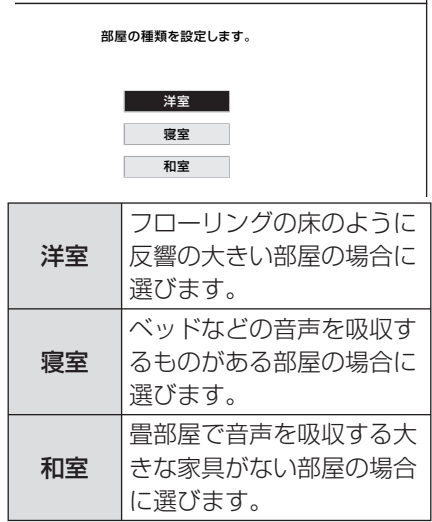 部屋の種類を設定します。
洋室
寝室
和室
洋室
フローリングの床のように
反響の大きい部屋の場合に
選びます。
寝室
ベッドなどの音声を吸収す
るものがある部屋の場合に
選びます。
和室
畳部屋で音声を吸収する大
きな家具がない部屋の場合
に選びます。